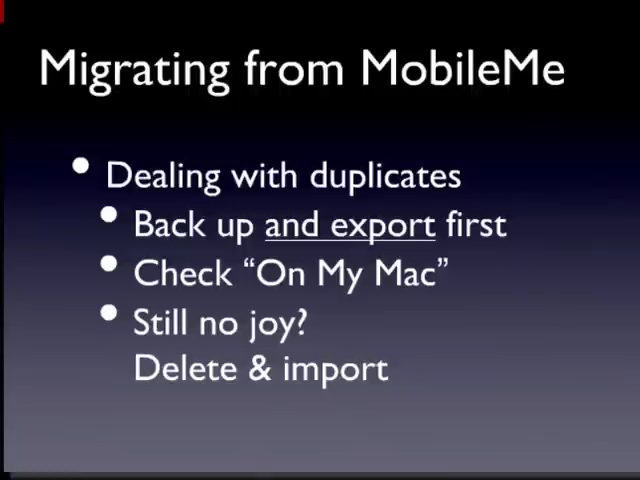 Migrating from MobileMe
• Dealing with duplicates
• Back up and export first
• Check “On My Mac”
• Still no joy?
Delete & import